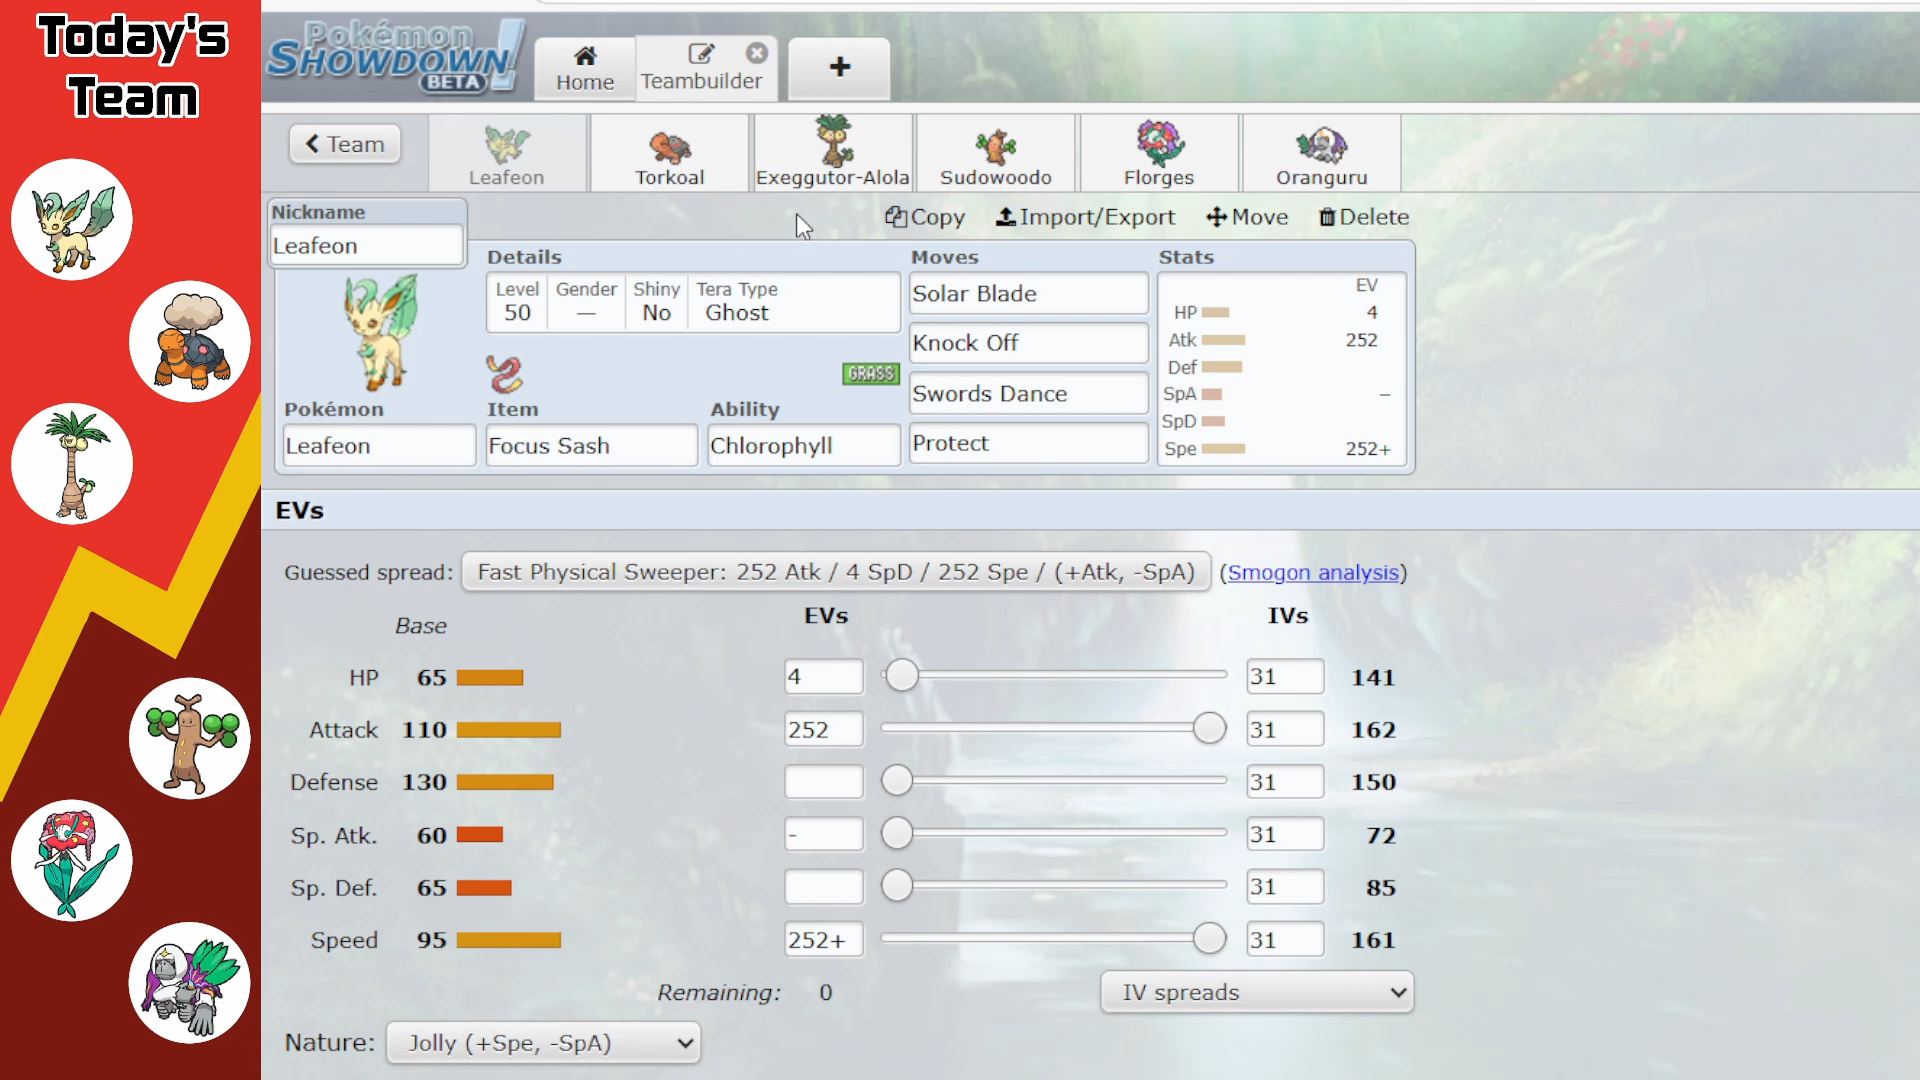 Today's
Team
Pokémon
SHOWDOWN!
BETA
Home
Teambuilder
+
Team
Leafeon
Torkoal
Exeggutor-Alola
Sudowoodo
Florges
Oranguru
Copy
Import/Export
Move
Delete
Nickname
Leafeon
Details
Level
50
Gender
—
Shiny
No
Tera Type
Ghost
GRASS
Pokémon
Leafeon
Item
Focus Sash
Ability
Chlorophyll
Moves
Solar Blade
Knock Off
Swords Dance
Protect
Stats
EV
HP 4
Atk 252
Def
SpA –
SpD
Spe 252+
EVs
Guessed spread: Fast Physical Sweeper: 252 Atk / 4 SpD / 252 Spe / (+Atk, -SpA) (Smogon analysis)
Base EVs IVs
HP 65 4 31 141
Attack 110 252 31 162
Defense 130 31 150
Sp. Atk. 60 - 31 72
Sp. Def. 65 31 85
Speed 95 252+ 31 161
Remaining: 0 IV spreads
Nature: Jolly (+Spe, -SpA)